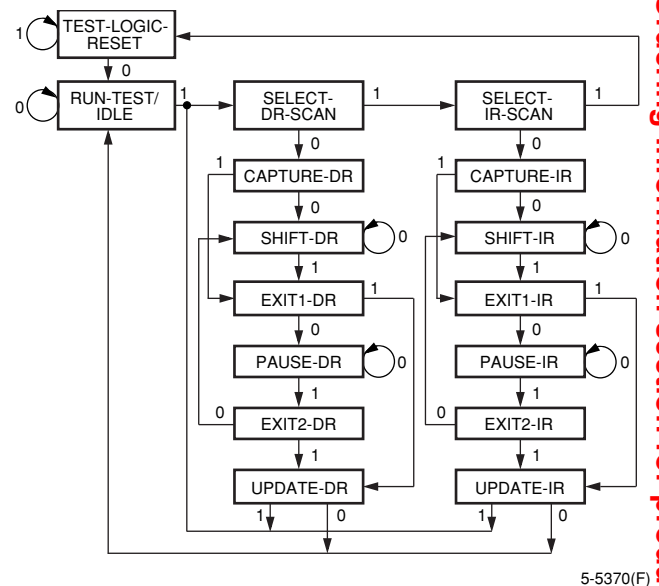 TEST-LOGIC-
RESET
1
0
RUN-TEST/
IDLE
0
1
SELECT-
DR-SCAN
1
SELECT-
IR-SCAN
1
0
0
1
CAPTURE-DR
1
CAPTURE-IR
0
0
SHIFT-DR
0
SHIFT-IR
0
1
1
EXIT1-DR
1
EXIT1-IR
1
0
0
PAUSE-DR
0
PAUSE-IR
0
1
1
0
EXIT2-DR
0
EXIT2-IR
1
1
UPDATE-DR
UPDATE-IR
1
0
1
0
5-5370(F)